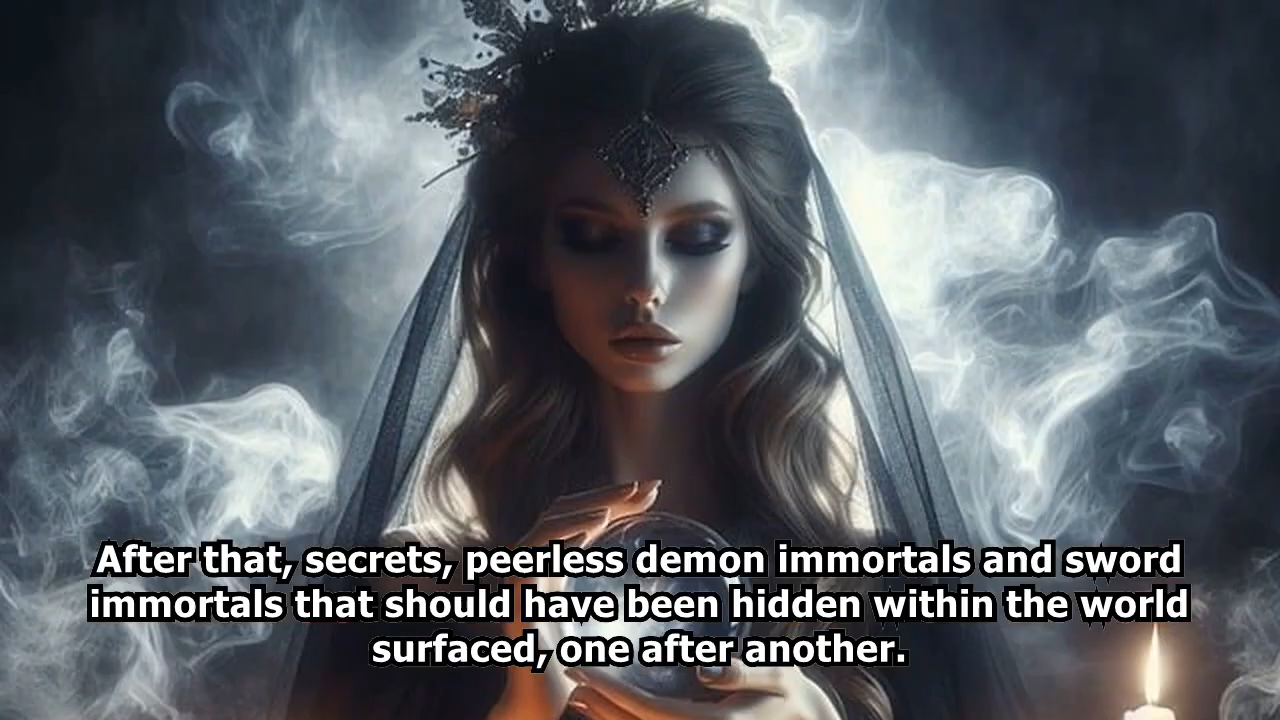 After that, secrets, peerless demon immortals and sword
immortals that should have been hidden within the world
surfaced, one after another.